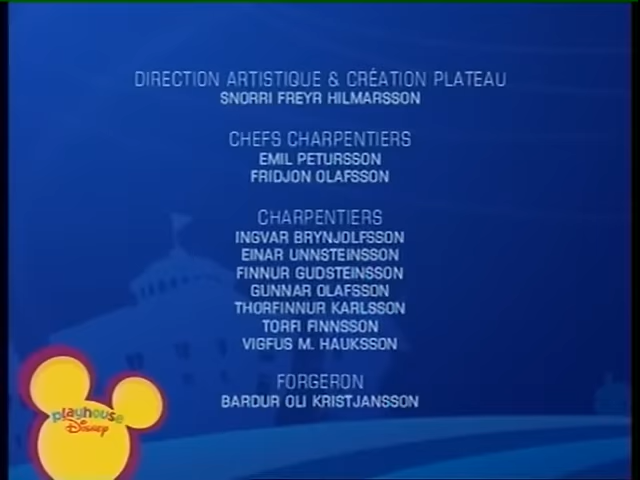 DIRECTION ARTISTIQUE & CRÉATION PLATEAU
SNORRI FREYR HILMARSSON
CHEFS CHARPENTIERS
EMIL PETURSSON
FRIDJON OLAFSSON
CHARPENTIERS
INGVAR BRYNJOLFSSON
EINAR UNNSTEINSSON
FINNUR GUDSTEINSSON
GUNNAR OLAFSSON
THORFINNUR KARLSSON
TORFI FINNSSON
VIGFUS M. HAUKSSON
FORGERON
BARDUR OLI KRISTJANSSON
playhouse
Disney